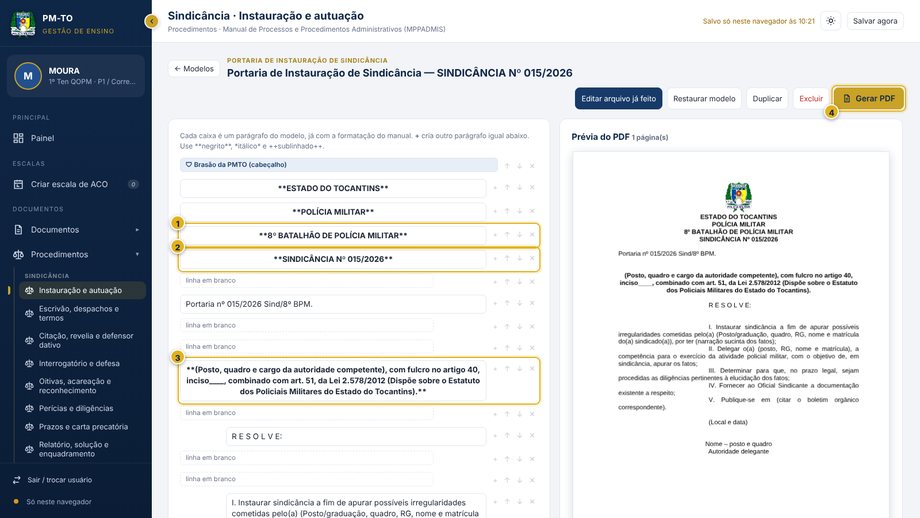 PM-TO
GESTÃO DE ENSINO
M
MOURA
1º Ten QOPM · P1 / Corre...
PRINCIPAL
Painel
ESCALAS
Criar escala de ACO
0
DOCUMENTOS
Documentos
Procedimentos
SINDICÂNCIA
Instauração e autuação
Escrivão, despachos e
termos
Citação, revelia e defensor
dativo
Interrogatório e defesa
Oitivas, acareação e
reconhecimento
Perícias e diligências
Prazos e carta precatória
Relatório, solução e
enquadramento
Sair / trocar usuário
Só neste navegador
Sindicância · Instauração e autuação
Procedimentos · Manual de Processos e Procedimentos Administrativos (MPPADMIS)
Salvo só neste navegador às 10:21
Salvar agora
← Modelos
PORTARIA DE INSTAURAÇÃO DE SINDICÂNCIA
Portaria de Instauração de Sindicância — SINDICÂNCIA Nº 015/2026
Editar arquivo já feito
Restaurar modelo
Duplicar
Excluir
Gerar PDF
4
Cada caixa é um parágrafo do modelo, já com a formatação do manual. + cria outro parágrafo igual abaixo.
Use **negrito**, *itálico* e ++sublinhado++.
Brasão da PMTO (cabeçalho)
**ESTADO DO TOCANTINS**
**POLÍCIA MILITAR**
1
**8º BATALHÃO DE POLÍCIA MILITAR**
2
**SINDICÂNCIA Nº 015/2026**
linha em branco
Portaria nº 015/2026 Sind/8º BPM.
linha em branco
linha em branco
3
**(Posto, quadro e cargo da autoridade competente), com fulcro no artigo 40,
inciso____, combinado com art. 51, da Lei 2.578/2012 (Dispõe sobre o Estatuto
dos Policiais Militares do Estado do Tocantins).**
linha em branco
R E S O L V E:
linha em branco
linha em branco
I. Instaurar sindicância a fim de apurar possíveis irregularidades
cometidas pelo(a) (Posto/graduação, quadro, RG, nome e matrícula
Prévia do PDF 1 página(s)
ESTADO DO TOCANTINS
POLÍCIA MILITAR
8º BATALHÃO DE POLÍCIA MILITAR
SINDICÂNCIA Nº 015/2026
Portaria nº 015/2026 Sind/8º BPM.
(Posto, quadro e cargo da autoridade competente), com fulcro no artigo 40,
inciso____, combinado com art. 51, da Lei 2.578/2012 (Dispõe sobre o Estatuto
dos Policiais Militares do Estado do Tocantins).
R E S O L V E:
I. Instaurar sindicância a fim de apurar possíveis
irregularidades cometidas pelo(a) (Posto/graduação, quadro, RG, nome e matrícula
do(a) sindicado(a)), por ter (narração sucinta dos fatos);
II. Delegar o(a) (posto, RG, nome e matrícula), a
competência para o exercício da atividade policial militar, com o objetivo de, em
sindicância, apurar os fatos;
III. Determinar para que, no prazo legal, sejam
procedidas as diligências pertinentes à elucidação dos fatos;
IV. Fornecer ao Oficial Sindicante a documentação
existente a respeito;
V. Publique-se em (citar o boletim orgânico
correspondente).
(Local e data)
Nome – posto e quadro
Autoridade delegante